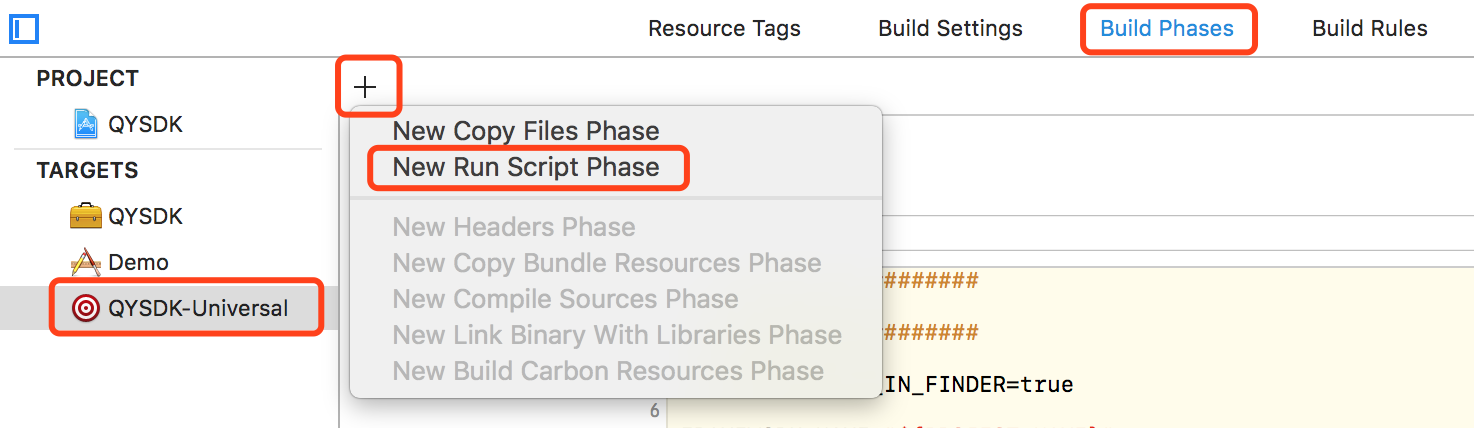 Resource Tags Build Settings Build Phases Build Rules
PROJECT
QYSDK
TARGETS
QYSDK
Demo
QYSDK-Universal
New Copy Files Phase
New Run Script Phase
New Headers Phase
New Copy Bundle Resources Phase
New Compile Sources Phase
New Link Binary With Libraries Phase
New Build Carbon Resources Phase
#######
#######
IN_FINDER=true
6